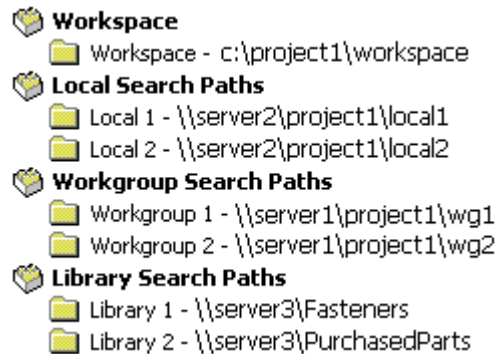 Workspace
Workspace - c:\project1\workspace
Local Search Paths
Local 1 - \\server2\project1\local1
Local 2 - \\server2\project1\local2
Workgroup Search Paths
Workgroup 1 - \\server1\project1\wg1
Workgroup 2 - \\server1\project1\wg2
Library Search Paths
Library 1 - \\server3\Fasteners
Library 2 - \\server3\PurchasedParts